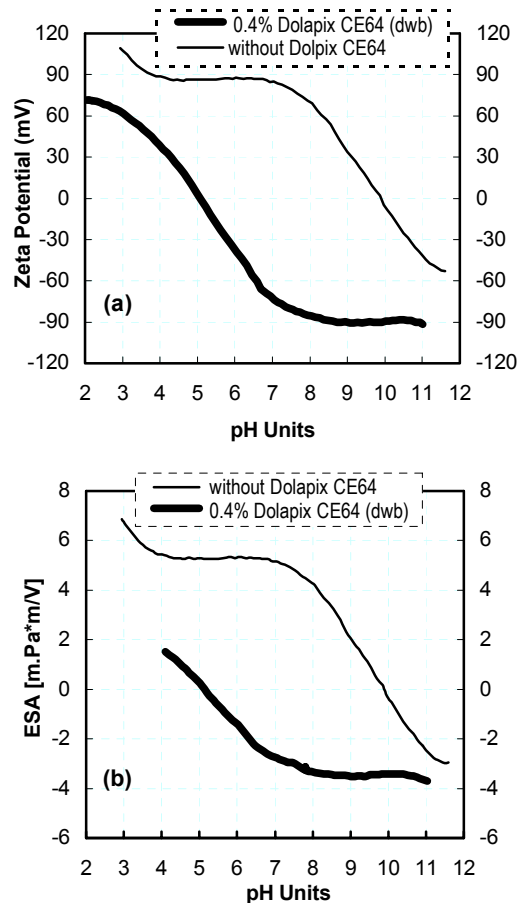 0.4% Dolapix CE64 (dwb)
without Dolpix CE64
120 120
90 90
60 60
30 30
0 0
-30 -30
-60 -60
-90 -90
-120 -120
Zeta Potential (mV)
(a)
2 3 4 5 6 7 8 9 10 11 12
pH Units
without Dolapix CE64
0.4% Dolapix CE64 (dwb)
8 8
6 6
4 4
2 2
0 0
-2 -2
-4 -4
-6 -6
ESA [m.Pa*m/V]
(b)
2 3 4 5 6 7 8 9 10 11 12
pH Units